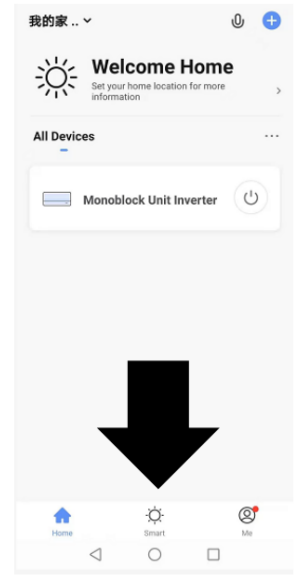 我的家 ..
Welcome Home
Set your home location for more
information
All Devices
Monoblock Unit Inverter
Home
Smart
Me